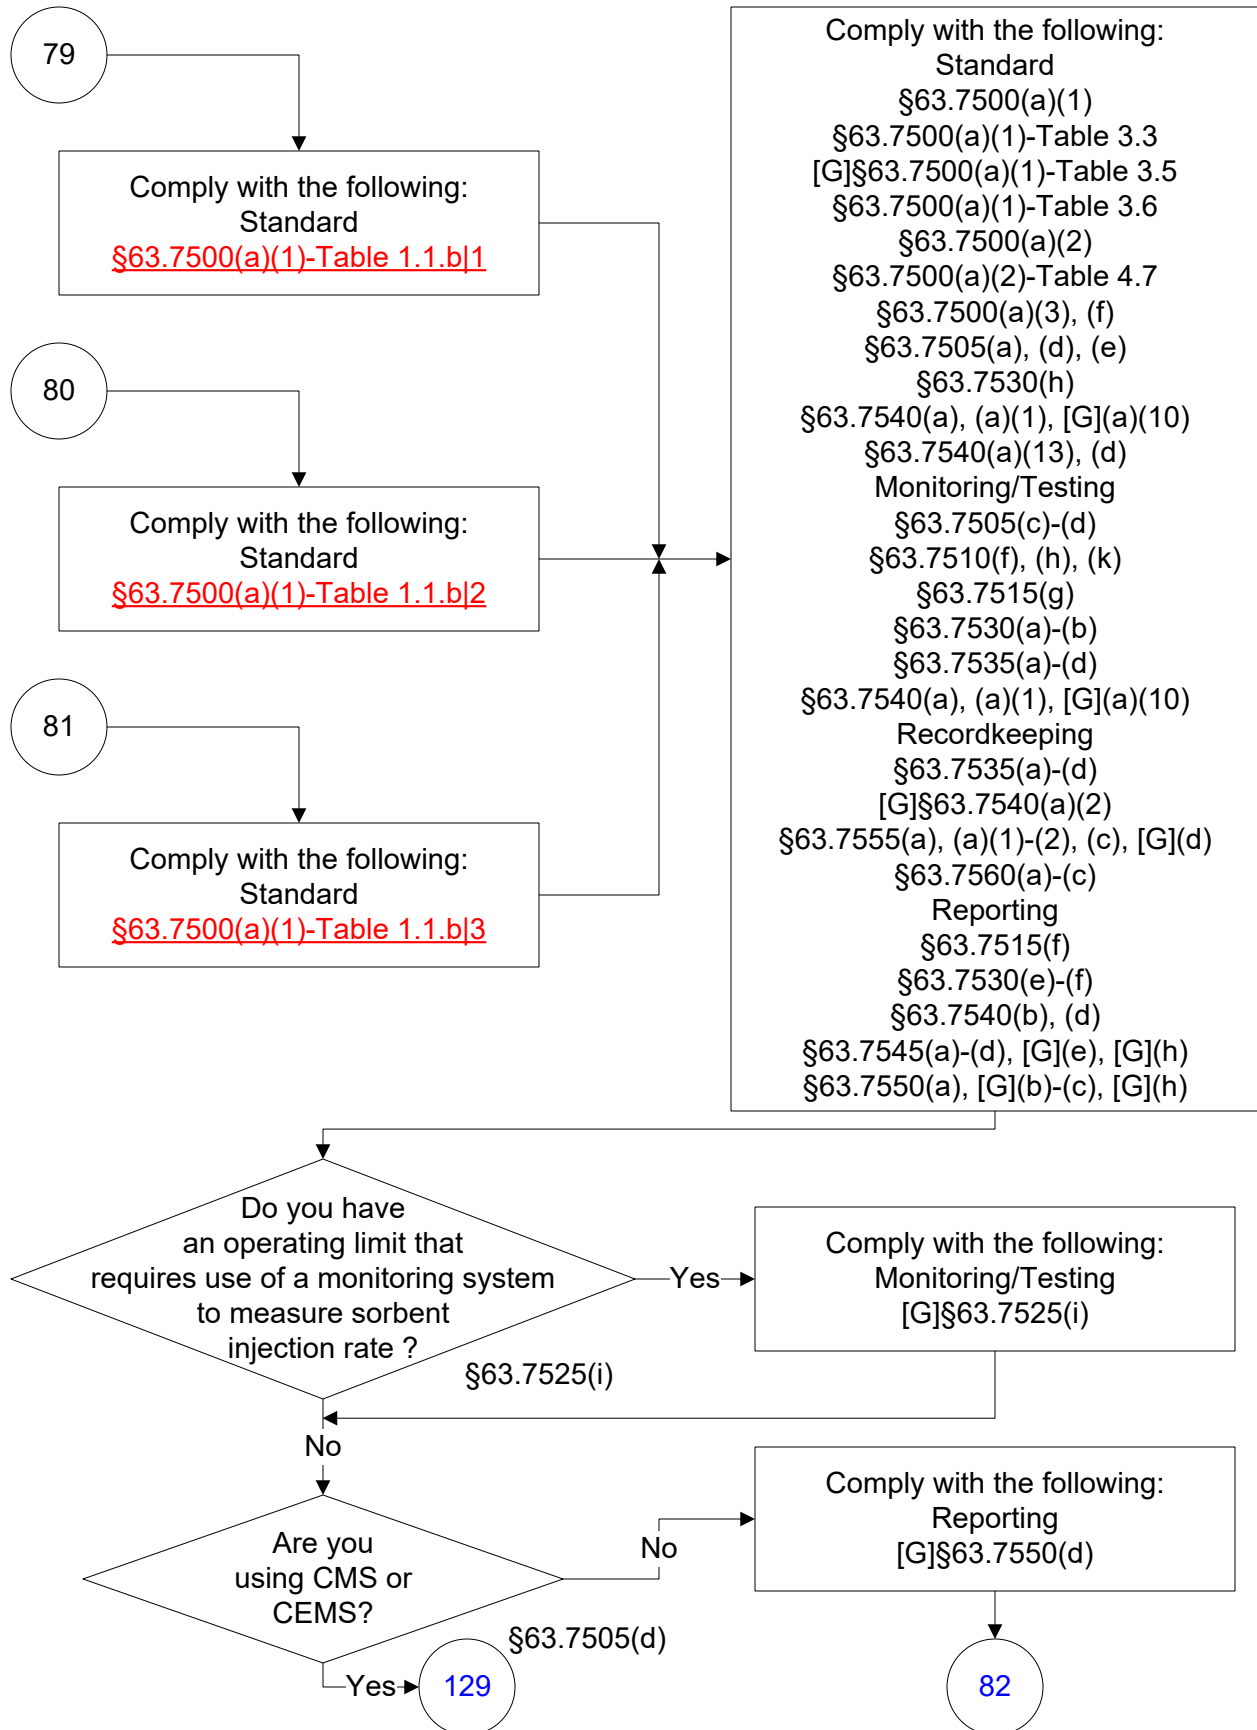 79
Comply with the following:
Standard
§63.7500(a)(1)-Table 1.1.b|1
80
Comply with the following:
Standard
§63.7500(a)(1)-Table 1.1.b|2
81
Comply with the following:
Standard
§63.7500(a)(1)-Table 1.1.b|3
Comply with the following:
Standard
§63.7500(a)(1)
§63.7500(a)(1)-Table 3.3
[G]§63.7500(a)(1)-Table 3.5
§63.7500(a)(1)-Table 3.6
§63.7500(a)(2)
§63.7500(a)(2)-Table 4.7
§63.7500(a)(3), (f)
§63.7505(a), (d), (e)
§63.7530(h)
§63.7540(a), (a)(1), [G](a)(10)
§63.7540(a)(13), (d)
Monitoring/Testing
§63.7505(c)-(d)
§63.7510(f), (h), (k)
§63.7515(g)
§63.7530(a)-(b)
§63.7535(a)-(d)
§63.7540(a), (a)(1), [G](a)(10)
Recordkeeping
§63.7535(a)-(d)
[G]§63.7540(a)(2)
§63.7555(a), (a)(1)-(2), (c), [G](d)
§63.7560(a)-(c)
Reporting
§63.7515(f)
§63.7530(e)-(f)
§63.7540(b), (d)
§63.7545(a)-(d), [G](e), [G](h)
§63.7550(a), [G](b)-(c), [G](h)
Do you have
an operating limit that
requires use of a monitoring system
to measure sorbent
injection rate ?
§63.7525(i)
Yes
Comply with the following:
Monitoring/Testing
[G]§63.7525(i)
No
Are you
using CMS or
CEMS?
§63.7505(d)
No
Comply with the following:
Reporting
[G]§63.7550(d)
Yes
129
82